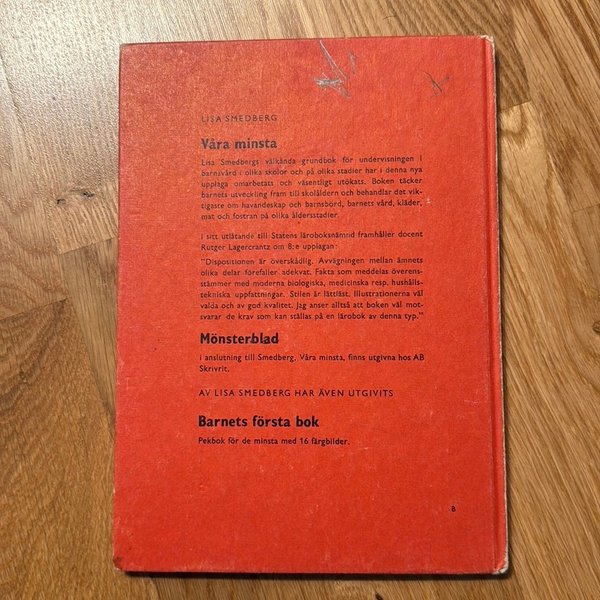 LISA SMEDBERG
Våra minsta
Lisa Smedbergs välkända grundbok för undervisningen i
barnavård i olika skolor och på olika stadier har i denna nya
upplaga omarbetats och väsentligt utökats. Boken täcker
barnets utveckling fram till skolåldern och behandlar det vik-
tigaste om havandeskap och barnsbörd, barnets vård, kläder,
mat och fostran på olika åldersstadier.
I sitt utlåtande till Statens läroboksnämnd framhåller docent
Rutger Lagercrantz om 8:e upplagan:
"Dispositionen är överskådlig. Avvägningen mellan ämnets
olika delar förefaller adekvat. Fakta som meddelas överens-
stämmer med moderna biologiska, medicinska resp. hushålls-
tekniska uppfattningar. Stilen är lättläst. Illustrationerna väl
valda och av god kvalitet. Jag anser alltså att boken väl mot-
svarar de krav som kan ställas på en lärobok av denna typ."
Mönsterblad
i anslutning till Smedberg, Våra minsta, finns utgivna hos AB
Skrivrit.
AV LISA SMEDBERG HAR ÄVEN UTGIVITS
Barnets första bok
Pekbok för de minsta med 16 färgbilder.
B